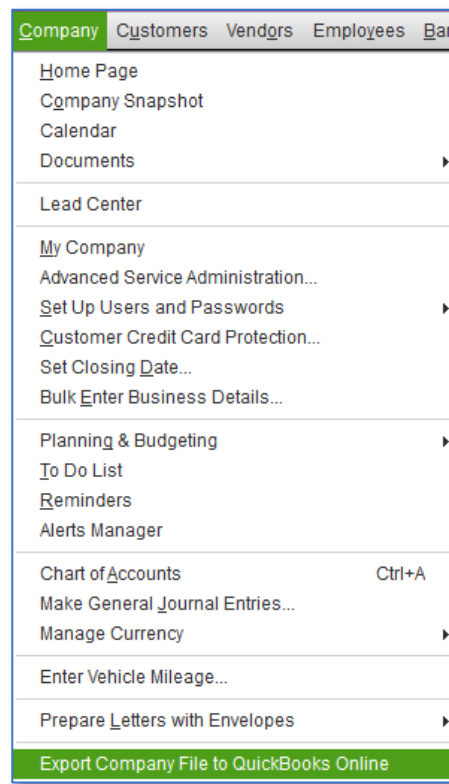 Company Customers Vendors Employees Ba
Home Page
Company Snapshot
Calendar
Documents
Lead Center
My Company
Advanced Service Administration...
Set Up Users and Passwords
Customer Credit Card Protection...
Set Closing Date...
Bulk Enter Business Details...
Planning & Budgeting
To Do List
Reminders
Alerts Manager
Chart of Accounts Ctrl+A
Make General Journal Entries...
Manage Currency
Enter Vehicle Mileage...
Prepare Letters with Envelopes
Export Company File to QuickBooks Online